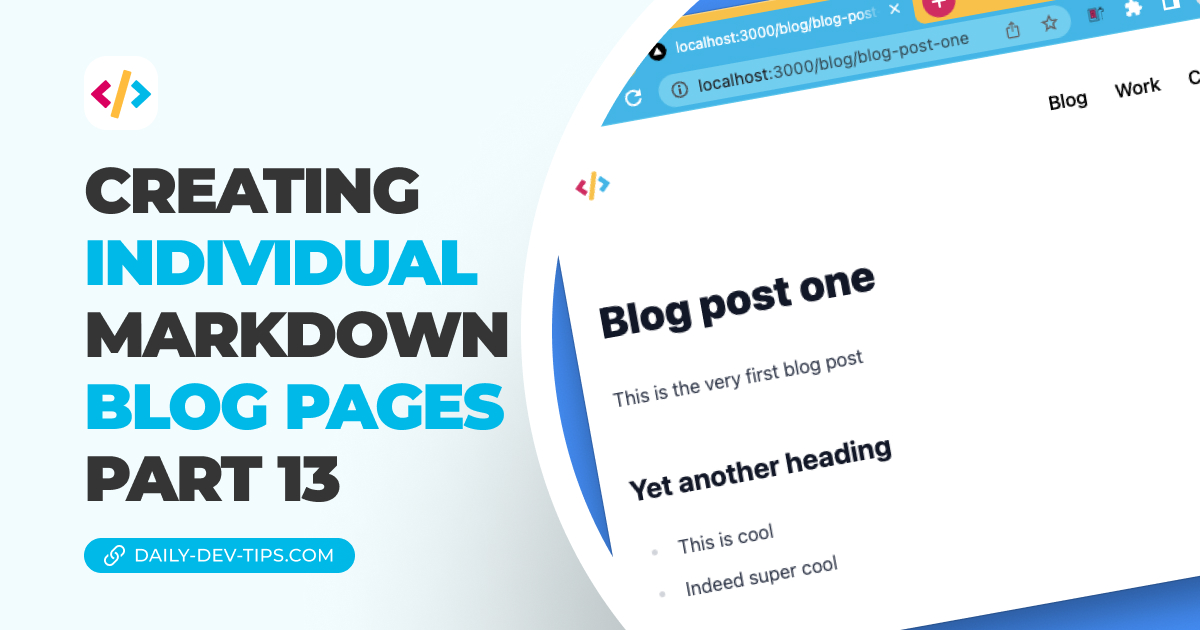 CREATING
INDIVIDUAL
MARKDOWN
BLOG PAGES
PART 13
DAILY-DEV-TIPS.COM
localhost:3000/blog/blog-post
localhost:3000/blog/blog-post-one
Blog Work
Blog post one
This is the very first blog post
Yet another heading
This is cool
Indeed super cool